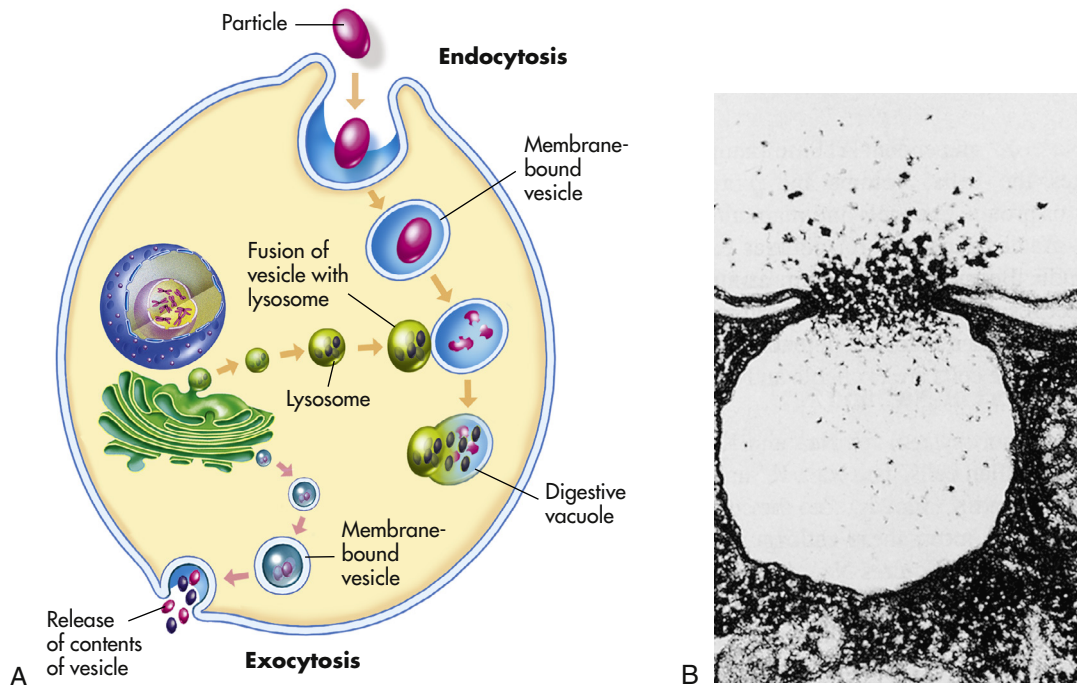 Particle
Endocytosis
Membrane-
bound
vesicle
Fusion of
vesicle with
lysosome
Lysosome
Digestive
vacuole
Membrane-
bound
vesicle
Release
of contents
of vesicle
Exocytosis
A
B